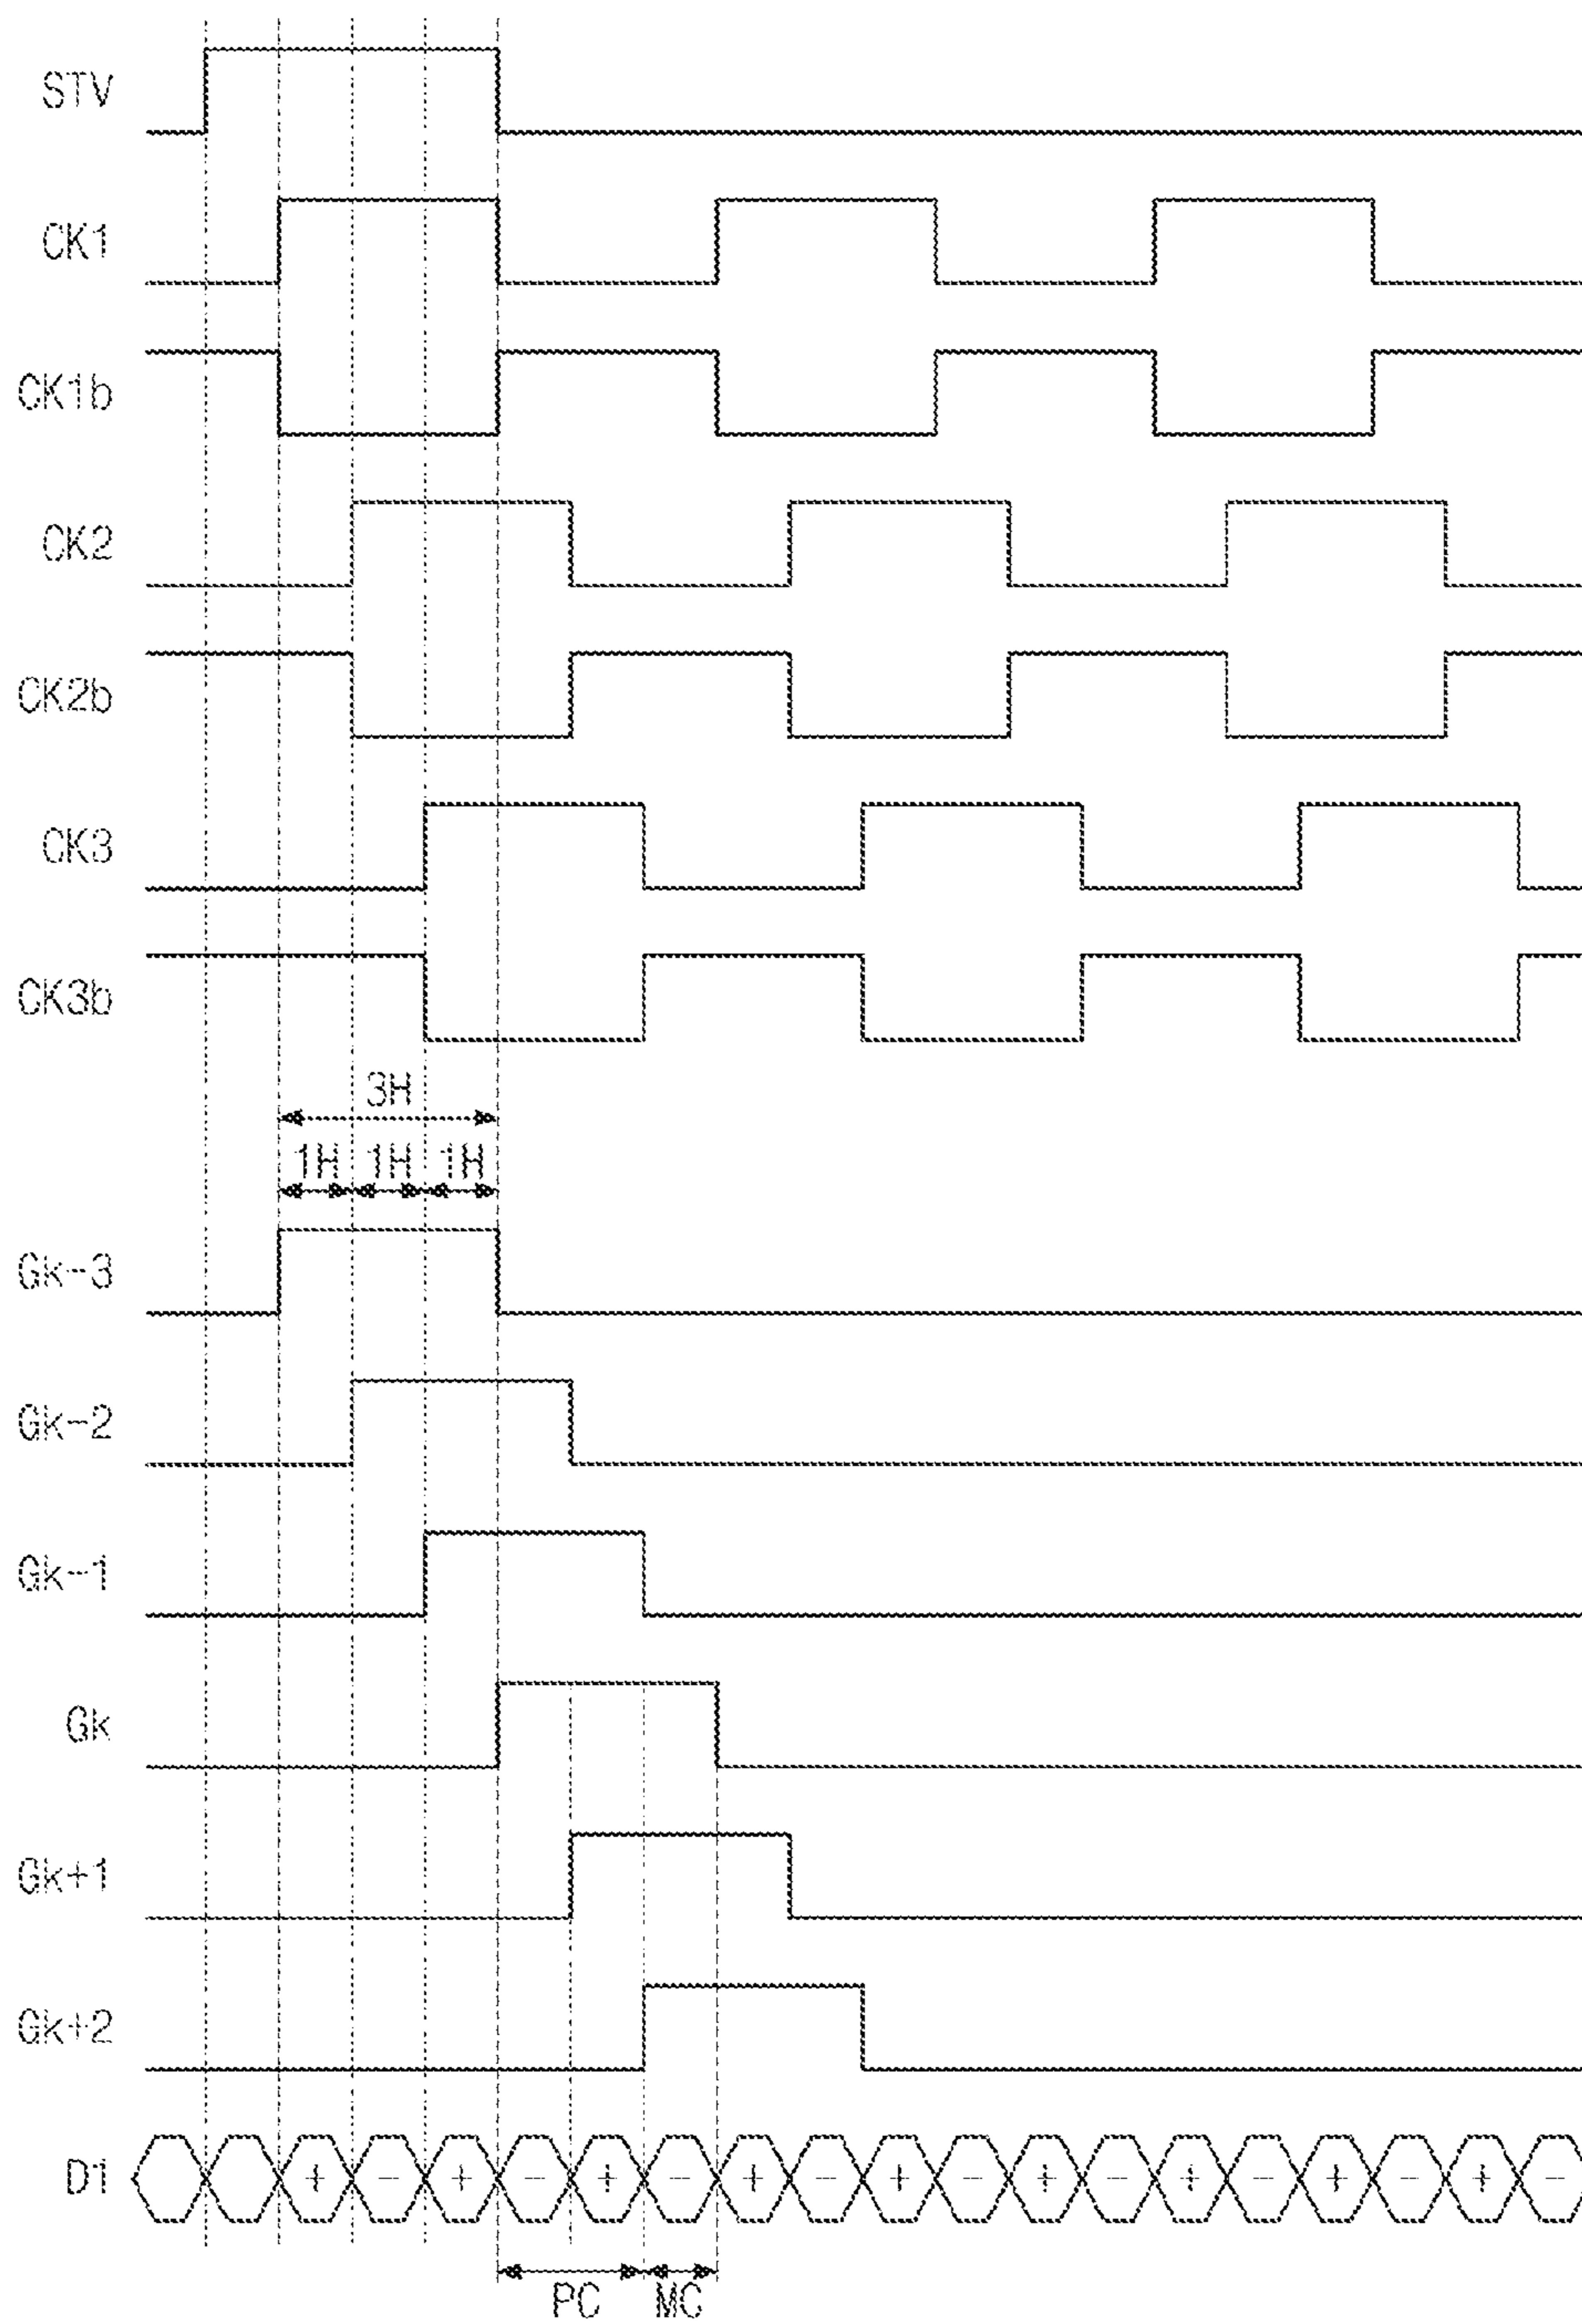 STV
CK1
CK1b
CK2
CK2b
CK3
CK3b
3H
1H 1H 1H
Gk-3
Gk-2
Gk-1
Gk
Gk+1
Gk+2
D1 + - + - + - + - + - + - + - + - + -
PC MC